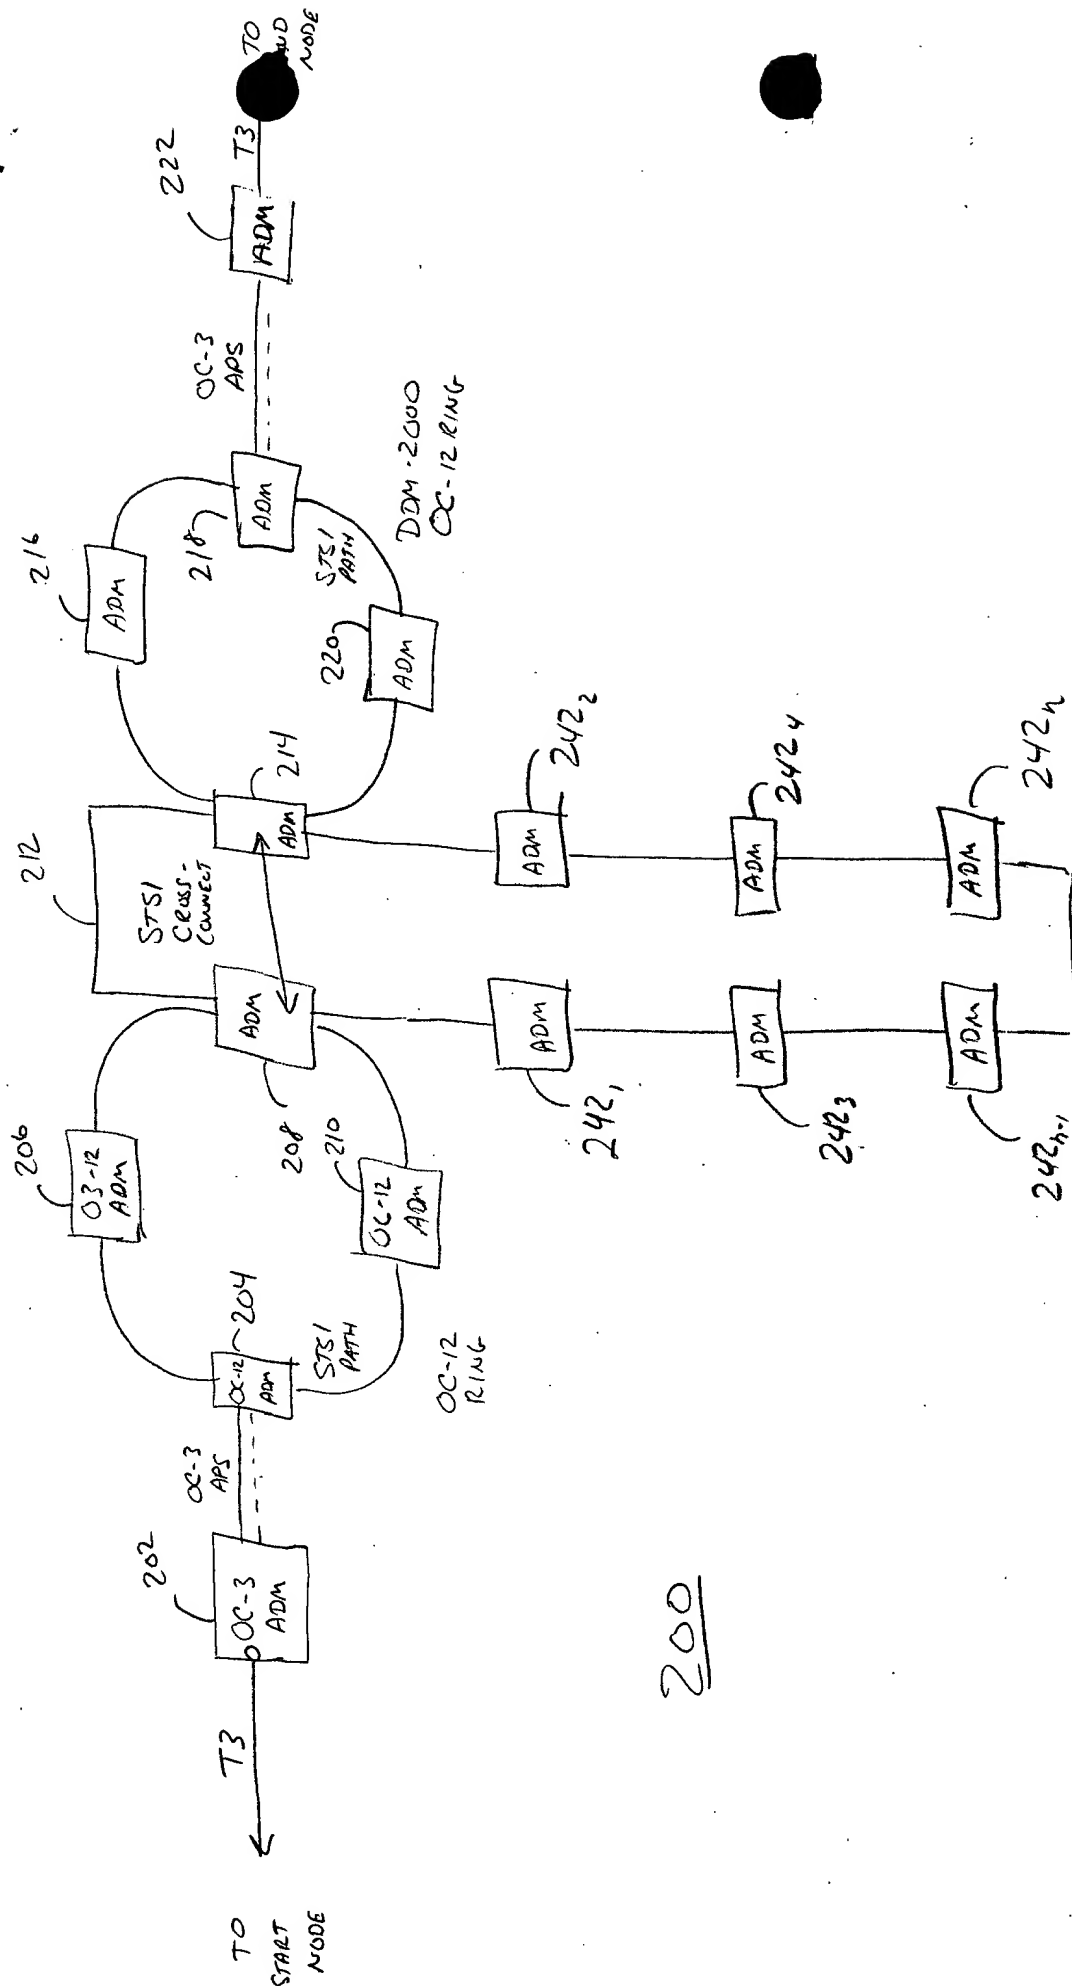 TO
START
NODE
T3
202
OC-3
ADM
OC-3
APS
204
OC-12
ADM
STS1
PATH
OC-12
RING
206
O3-12
ADM
210
OC-12
ADM
208
ADM
212
STS1
CROSS-
CONNECT
214
ADM
216
ADM
220
ADM
STS1
PATH
218
ADM
DDM-2000
OC-12 RING
OC-3
APS
222
ADM
T3
TO
NODE
242₁
ADM
242₂
ADM
242₃
ADM
242₄
ADM
242ₙ₋₁
ADM
242ₙ
ADM
200